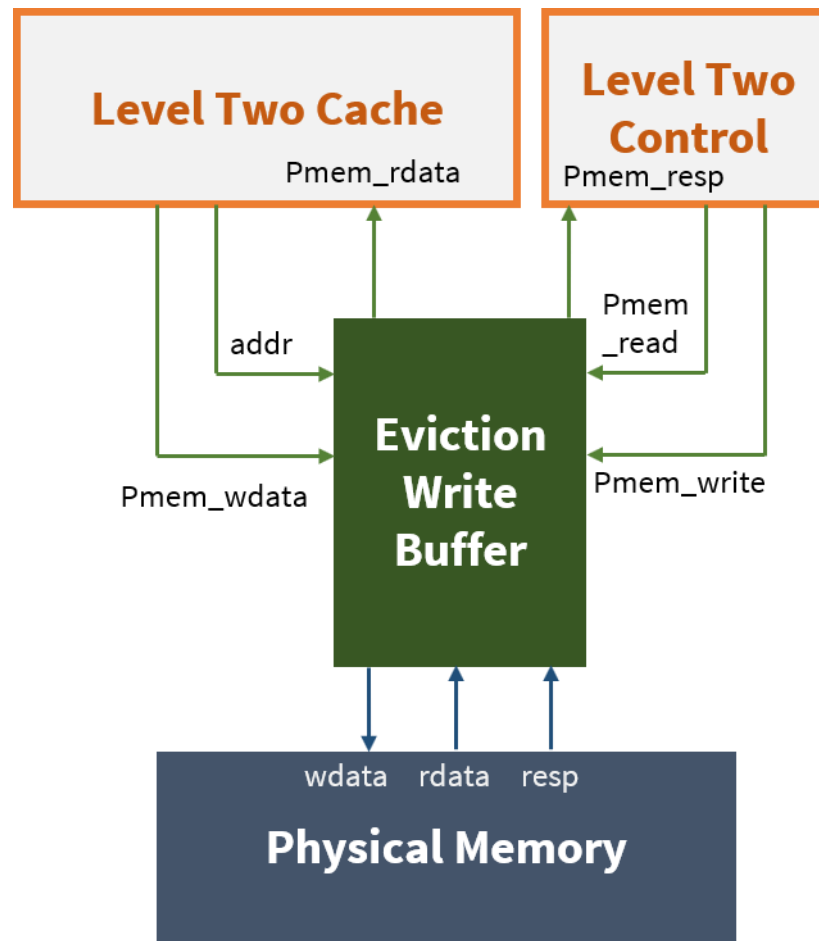 Level Two Cache
Pmem_rdata
Level Two
Control
Pmem_resp
addr
Pmem
_read
Pmem_wdata
Pmem_write
Eviction
Write
Buffer
wdata
rdata
resp
Physical Memory